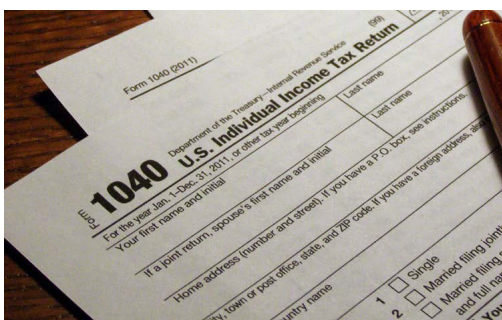 Form 1040 (2011)
Form 1040
Department of the Treasury—Internal Revenue Service
(99)
U.S. Individual Income Tax Return
For the year Jan. 1–Dec. 31, 2011, or other tax year beginning
, 201
Your first name and initial
Last name
If a joint return, spouse's first name and initial
Last name
Home address (number and street). If you have a P.O. box, see instructions.
City, town or post office, state, and ZIP code. If you have a foreign address, also
country name
1 Single
2 Married filing jointl
Married filing s
and full na